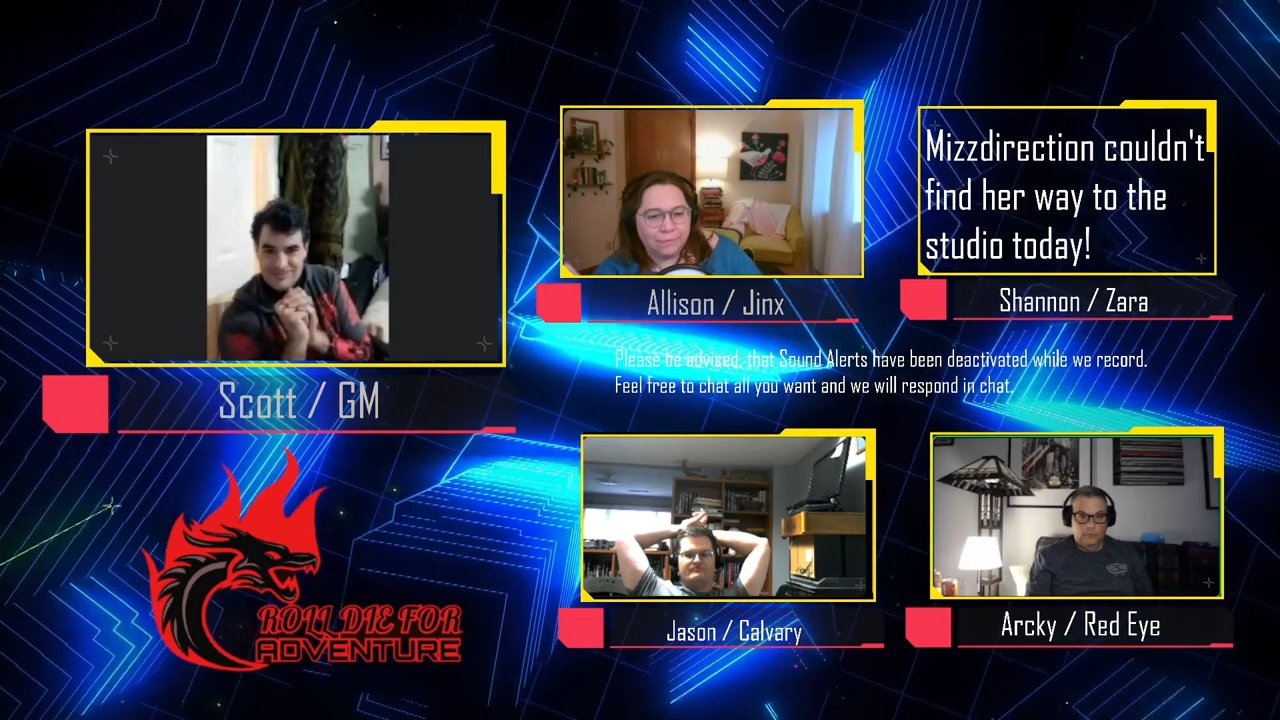 Mizzdirection couldn't
find her way to the
studio today!
Allison / Jinx
Shannon / Zara
Please be advised, that Sound Alerts have been deactivated while we record.
Feel free to chat all you want and we will respond in chat.
Scott / GM
ROLL DIE FOR
ADVENTURE
Jason / Calvary
Arcky / Red Eye